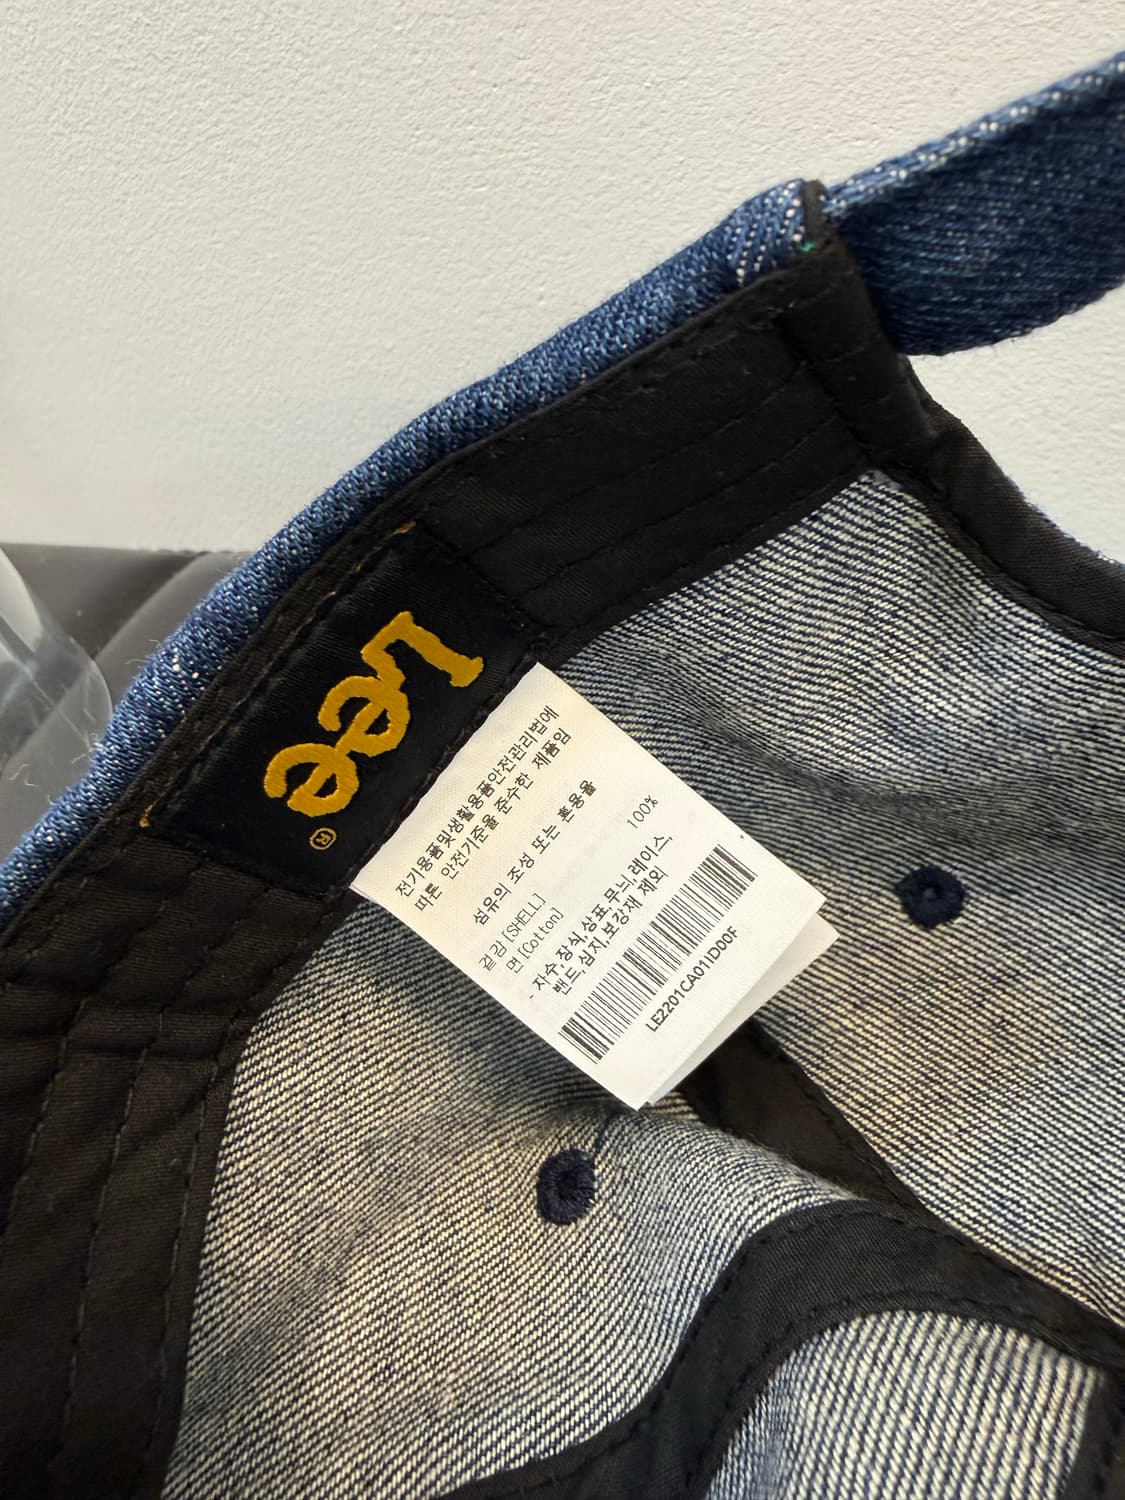 Lee
®
전기용품및생활용품안전관리법에
따른 안전기준을 준수한 제품임
섬유의 조성 또는 혼용율
겉감 [SHELL]
면 [Cotton] 100%
- 자수,장식,상표,무늬,레이스,
밴드,심지,보강재 제외
LE2201CA01ID00F